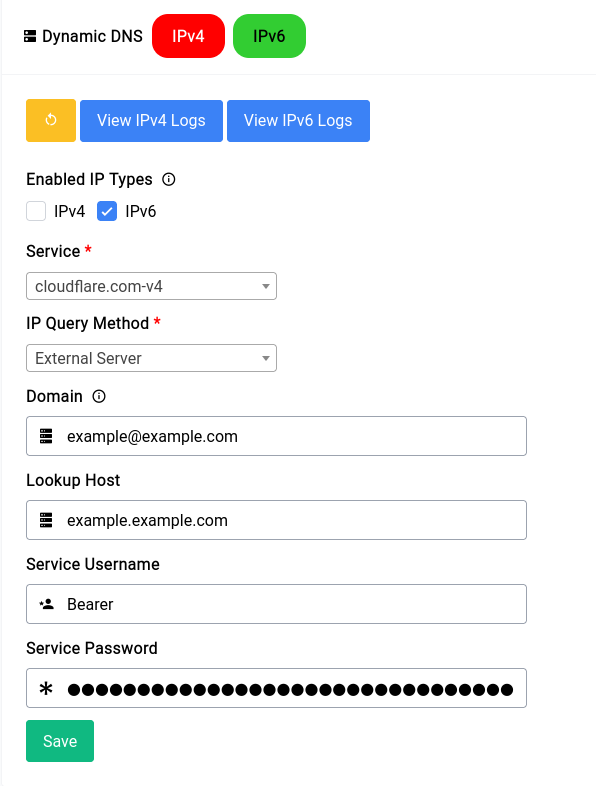 Dynamic DNS IPv4 IPv6
View IPv4 Logs View IPv6 Logs
Enabled IP Types
IPv4 IPv6
Service *
cloudflare.com-v4
IP Query Method *
External Server
Domain
example@example.com
Lookup Host
example.example.com
Service Username
Bearer
Service Password
●●●●●●●●●●●●●●●●●●●●●●●●●●●●●●●●
Save